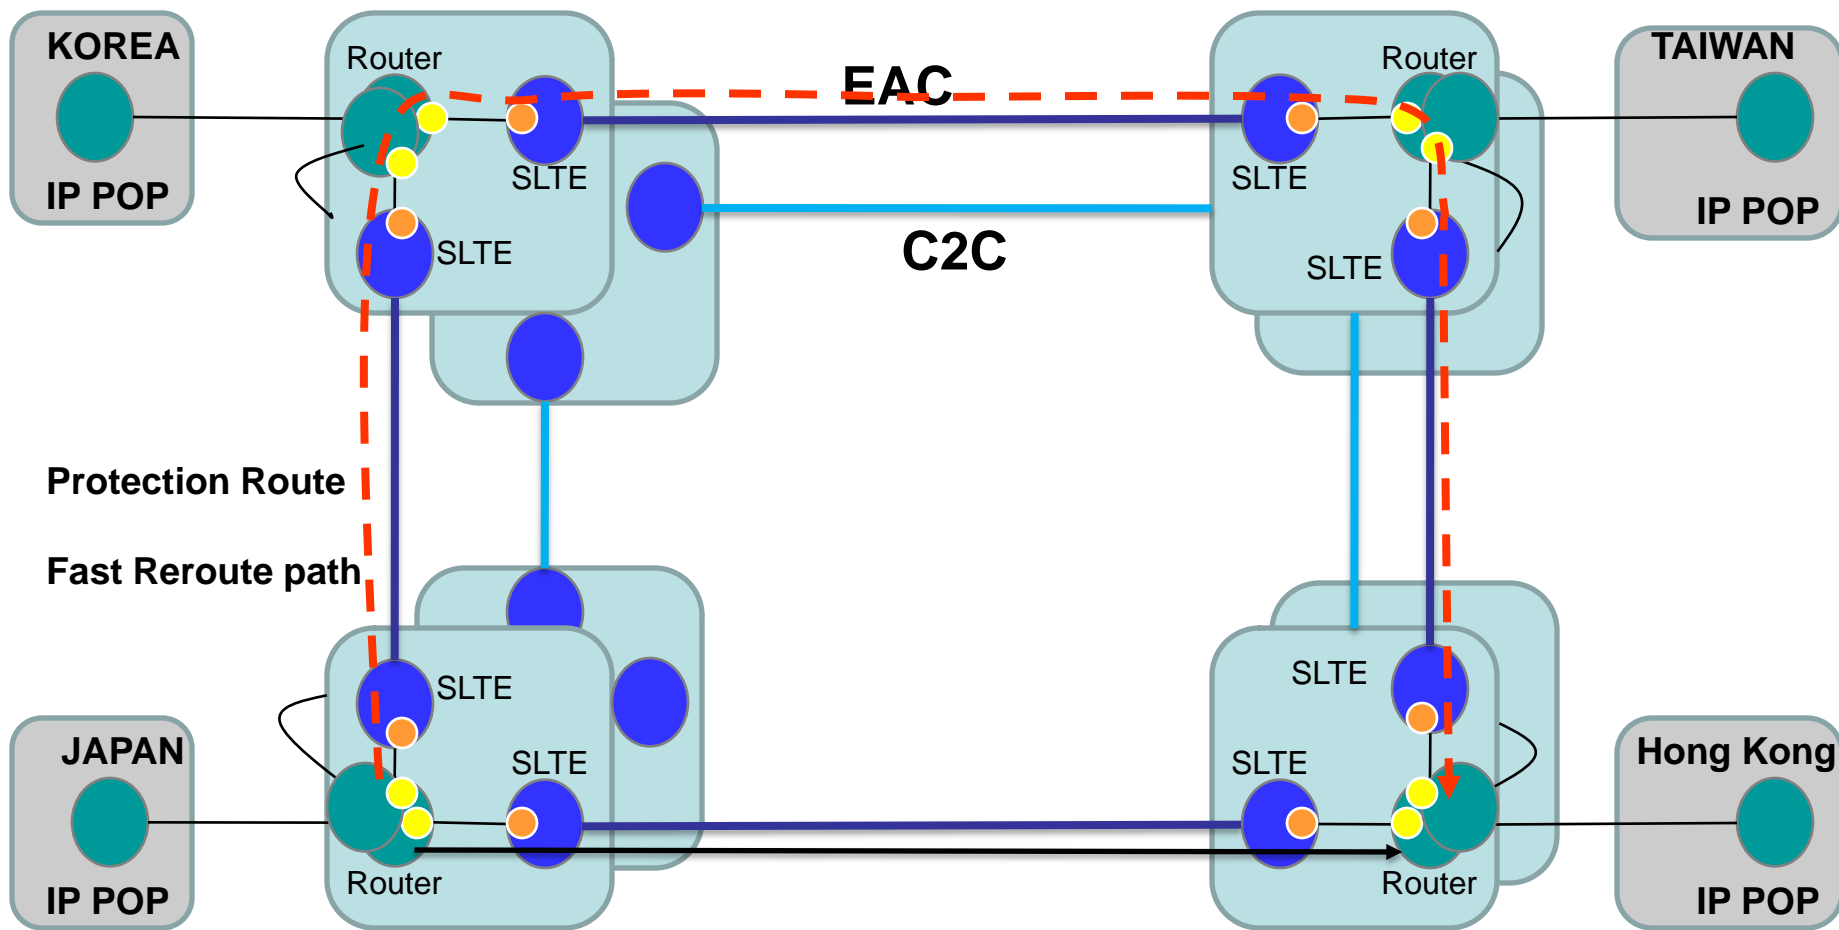 KOREA
IP POP
Router
SLTE
SLTE
EAC
C2C
Router
SLTE
SLTE
TAIWAN
IP POP
Protection Route
Fast Reroute path
JAPAN
IP POP
SLTE
SLTE
Router
SLTE
SLTE
Router
Hong Kong
IP POP